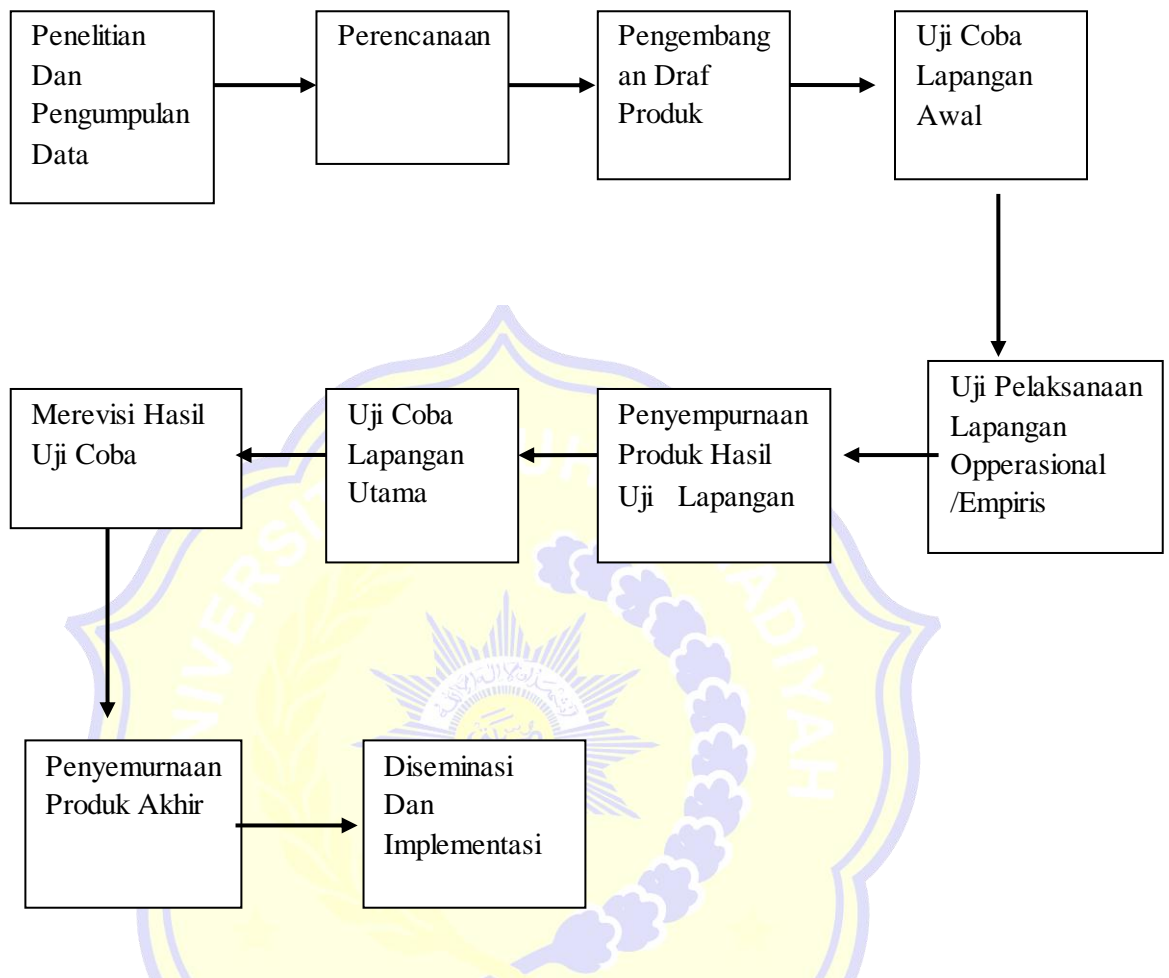 Penelitian
Dan
Pengumpulan
Data
Perencanaan
Pengembang
an Draf
Produk
Uji Coba
Lapangan
Awal
Uji Pelaksanaan
Lapangan
Opperasional
/Empiris
Penyempurnaan
Produk Hasil
Uji Lapangan
Uji Coba
Lapangan
Utama
Merevisi Hasil
Uji Coba
Penyemurnaan
Produk Akhir
Diseminasi
Dan
Implementasi